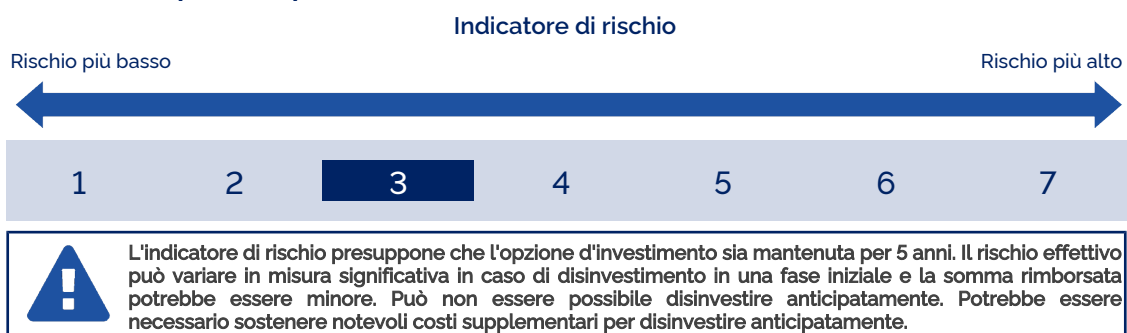 Indicatore di rischio
Rischio più basso
Rischio più alto
1 2 3 4 5 6 7
L'indicatore di rischio presuppone che l'opzione d'investimento sia mantenuta per 5 anni. Il rischio effettivo
può variare in misura significativa in caso di disinvestimento in una fase iniziale e la somma rimborsata
potrebbe essere minore. Può non essere possibile disinvestire anticipatamente. Potrebbe essere
necessario sostenere notevoli costi supplementari per disinvestire anticipatamente.